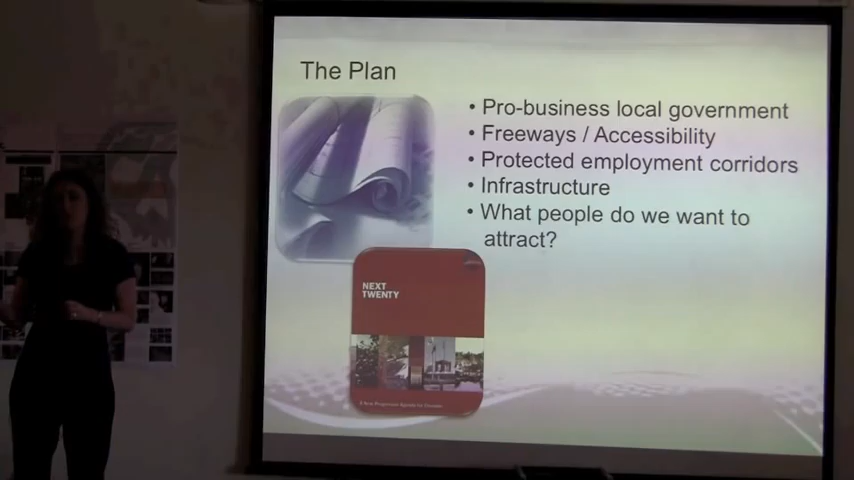 The Plan
• Pro-business local government
• Freeways / Accessibility
• Protected employment corridors
• Infrastructure
• What people do we want to
attract?
NEXT
TWENTY